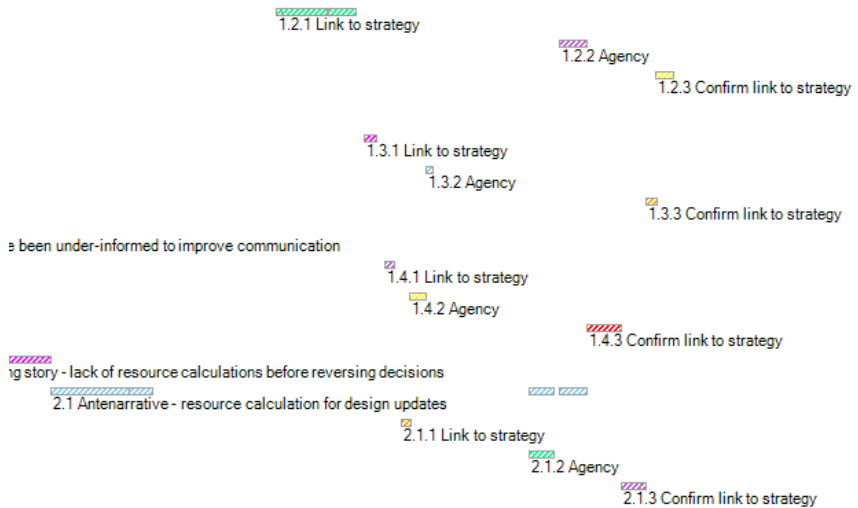 1.2.1 Link to strategy
1.2.2 Agency
1.2.3 Confirm link to strategy
1.3.1 Link to strategy
1.3.2 Agency
1.3.3 Confirm link to strategy
been under-informed to improve communication
1.4.1 Link to strategy
1.4.2 Agency
1.4.3 Confirm link to strategy
story - lack of resource calculations before reversing decisions
2.1 Antenarrative - resource calculation for design updates
2.1.1 Link to strategy
2.1.2 Agency
2.1.3 Confirm link to strategy